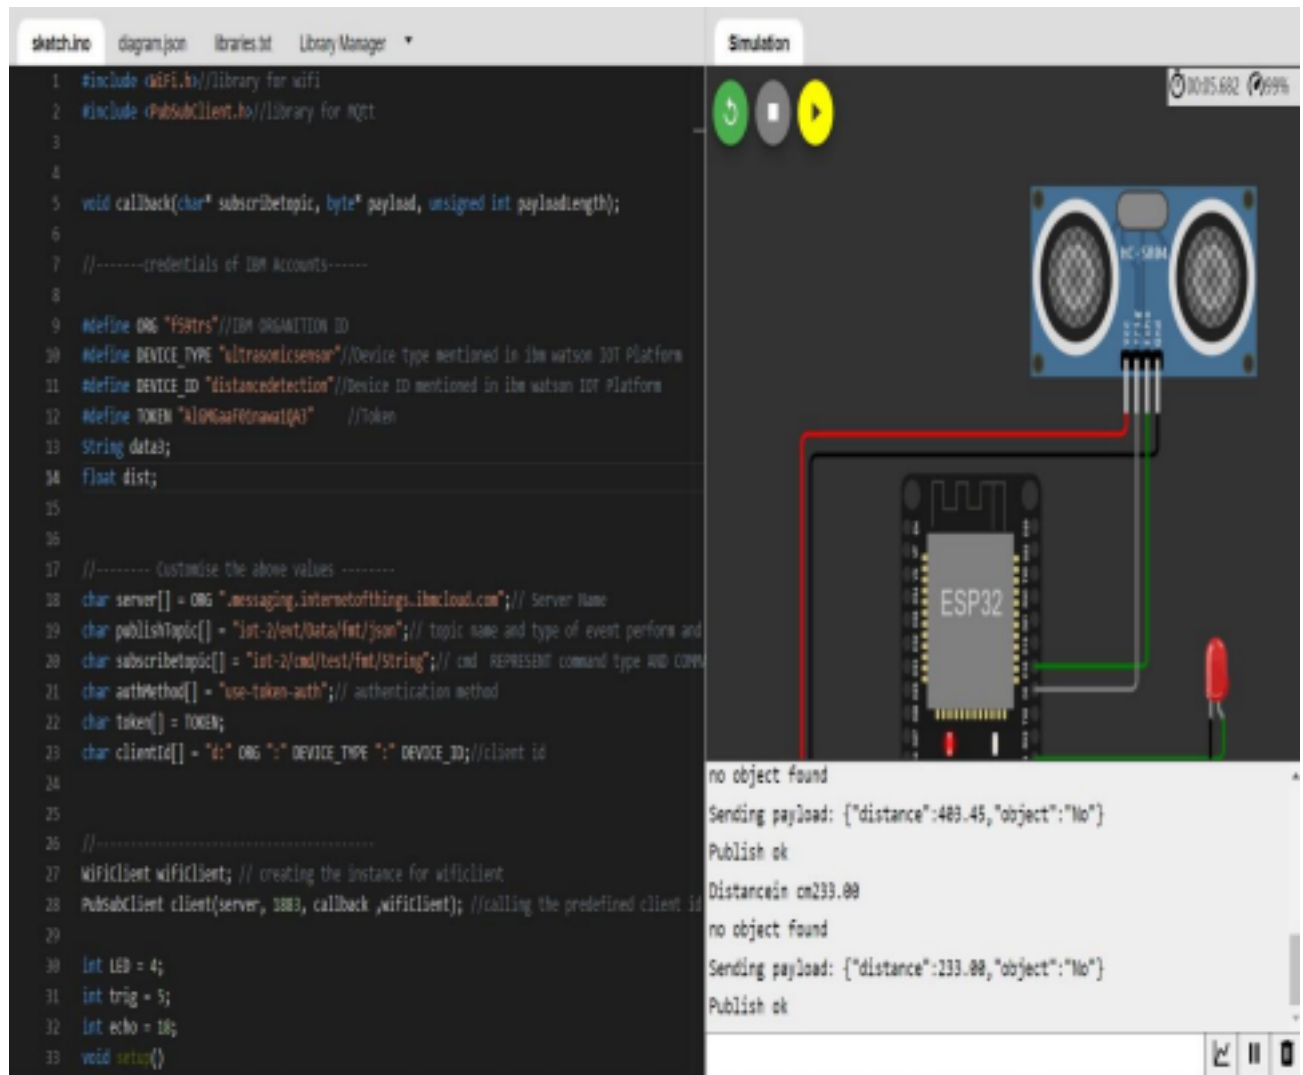 sketch.ino diagram.json libraries.txt Library Manager
1 #include <WiFi.h>//library for wifi
2 #include <PubSubClient.h>//library for MQtt
3
4
5 void callback(char* subscribetopic, byte* payload, unsigned int payloadLength);
6
7 //-------credentials of IBM Accounts------
8
9 #define ORG "f59trs"//IBM ORGANITION ID
10 #define DEVICE_TYPE "ultrasonicsensor"//Device type mentioned in ibm watson IOT Platform
11 #define DEVICE_ID "distancedetection"//Device ID mentioned in ibm watson IOT Platform
12 #define TOKEN //Token
13 String data3;
14 float dist;
15
16
17 //-------- Customise the above values --------
18 char server[] = ORG ".messaging.internetofthings.ibmcloud.com";// Server Name
19 char publishTopic[] = "iot-2/evt/Data/fmt/json";// topic name and type of event perform and
20 char subscribetopic[] = "iot-2/cmd/test/fmt/String";// cmd REPRESENT command type AND COMM
21 char authMethod[] = "use-token-auth";// authentication method
22 char token[] = TOKEN;
23 char clientId[] = "d:" ORG ":" DEVICE_TYPE ":" DEVICE_ID;//client id
24
25
26 //-----------------------------------------
27 WiFiClient wifiClient; // creating the instance for wificlient
28 PubSubClient client(server, 1883, callback ,wifiClient); //calling the predefined client id
29
30 int LED = 4;
31 int trig = 5;
32 int echo = 18;
33 void setup()
Simulation
00:05.682 99%
HC-SR04
ESP32
no object found
Sending payload: {"distance":403.45,"object":"No"}
Publish ok
Distancein cm233.00
no object found
Sending payload: {"distance":233.00,"object":"No"}
Publish ok